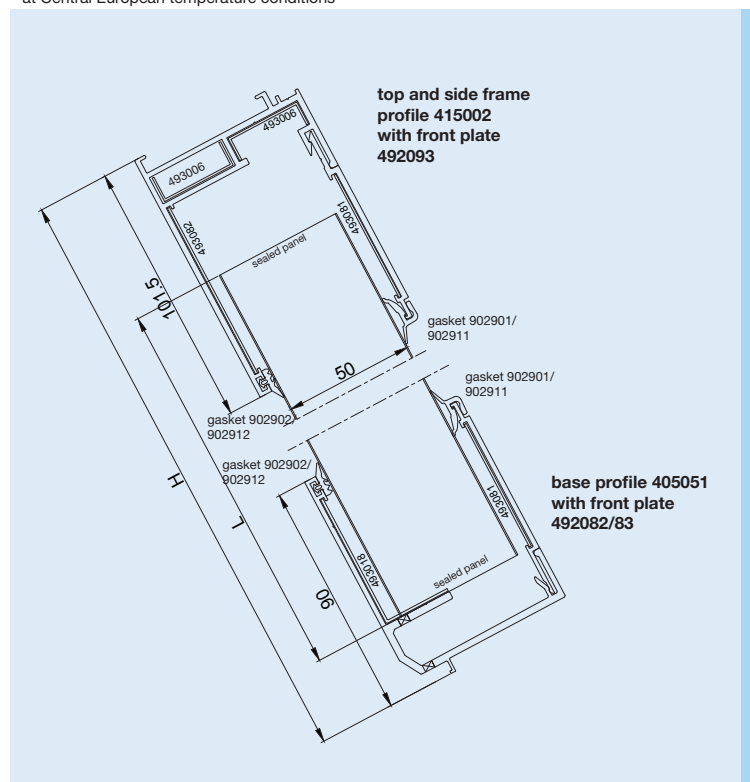 at Central European temperature conditions
top and side frame
profile 415002
with front plate
492093
493006
493006
493082
493081
sealed panel
101.5
50
gasket 902901/
902911
gasket 902901/
902911
gasket 902902/
902912
gasket 902902/
902912
H
L
base profile 405051
with front plate
492082/83
493081
493018
sealed panel
90